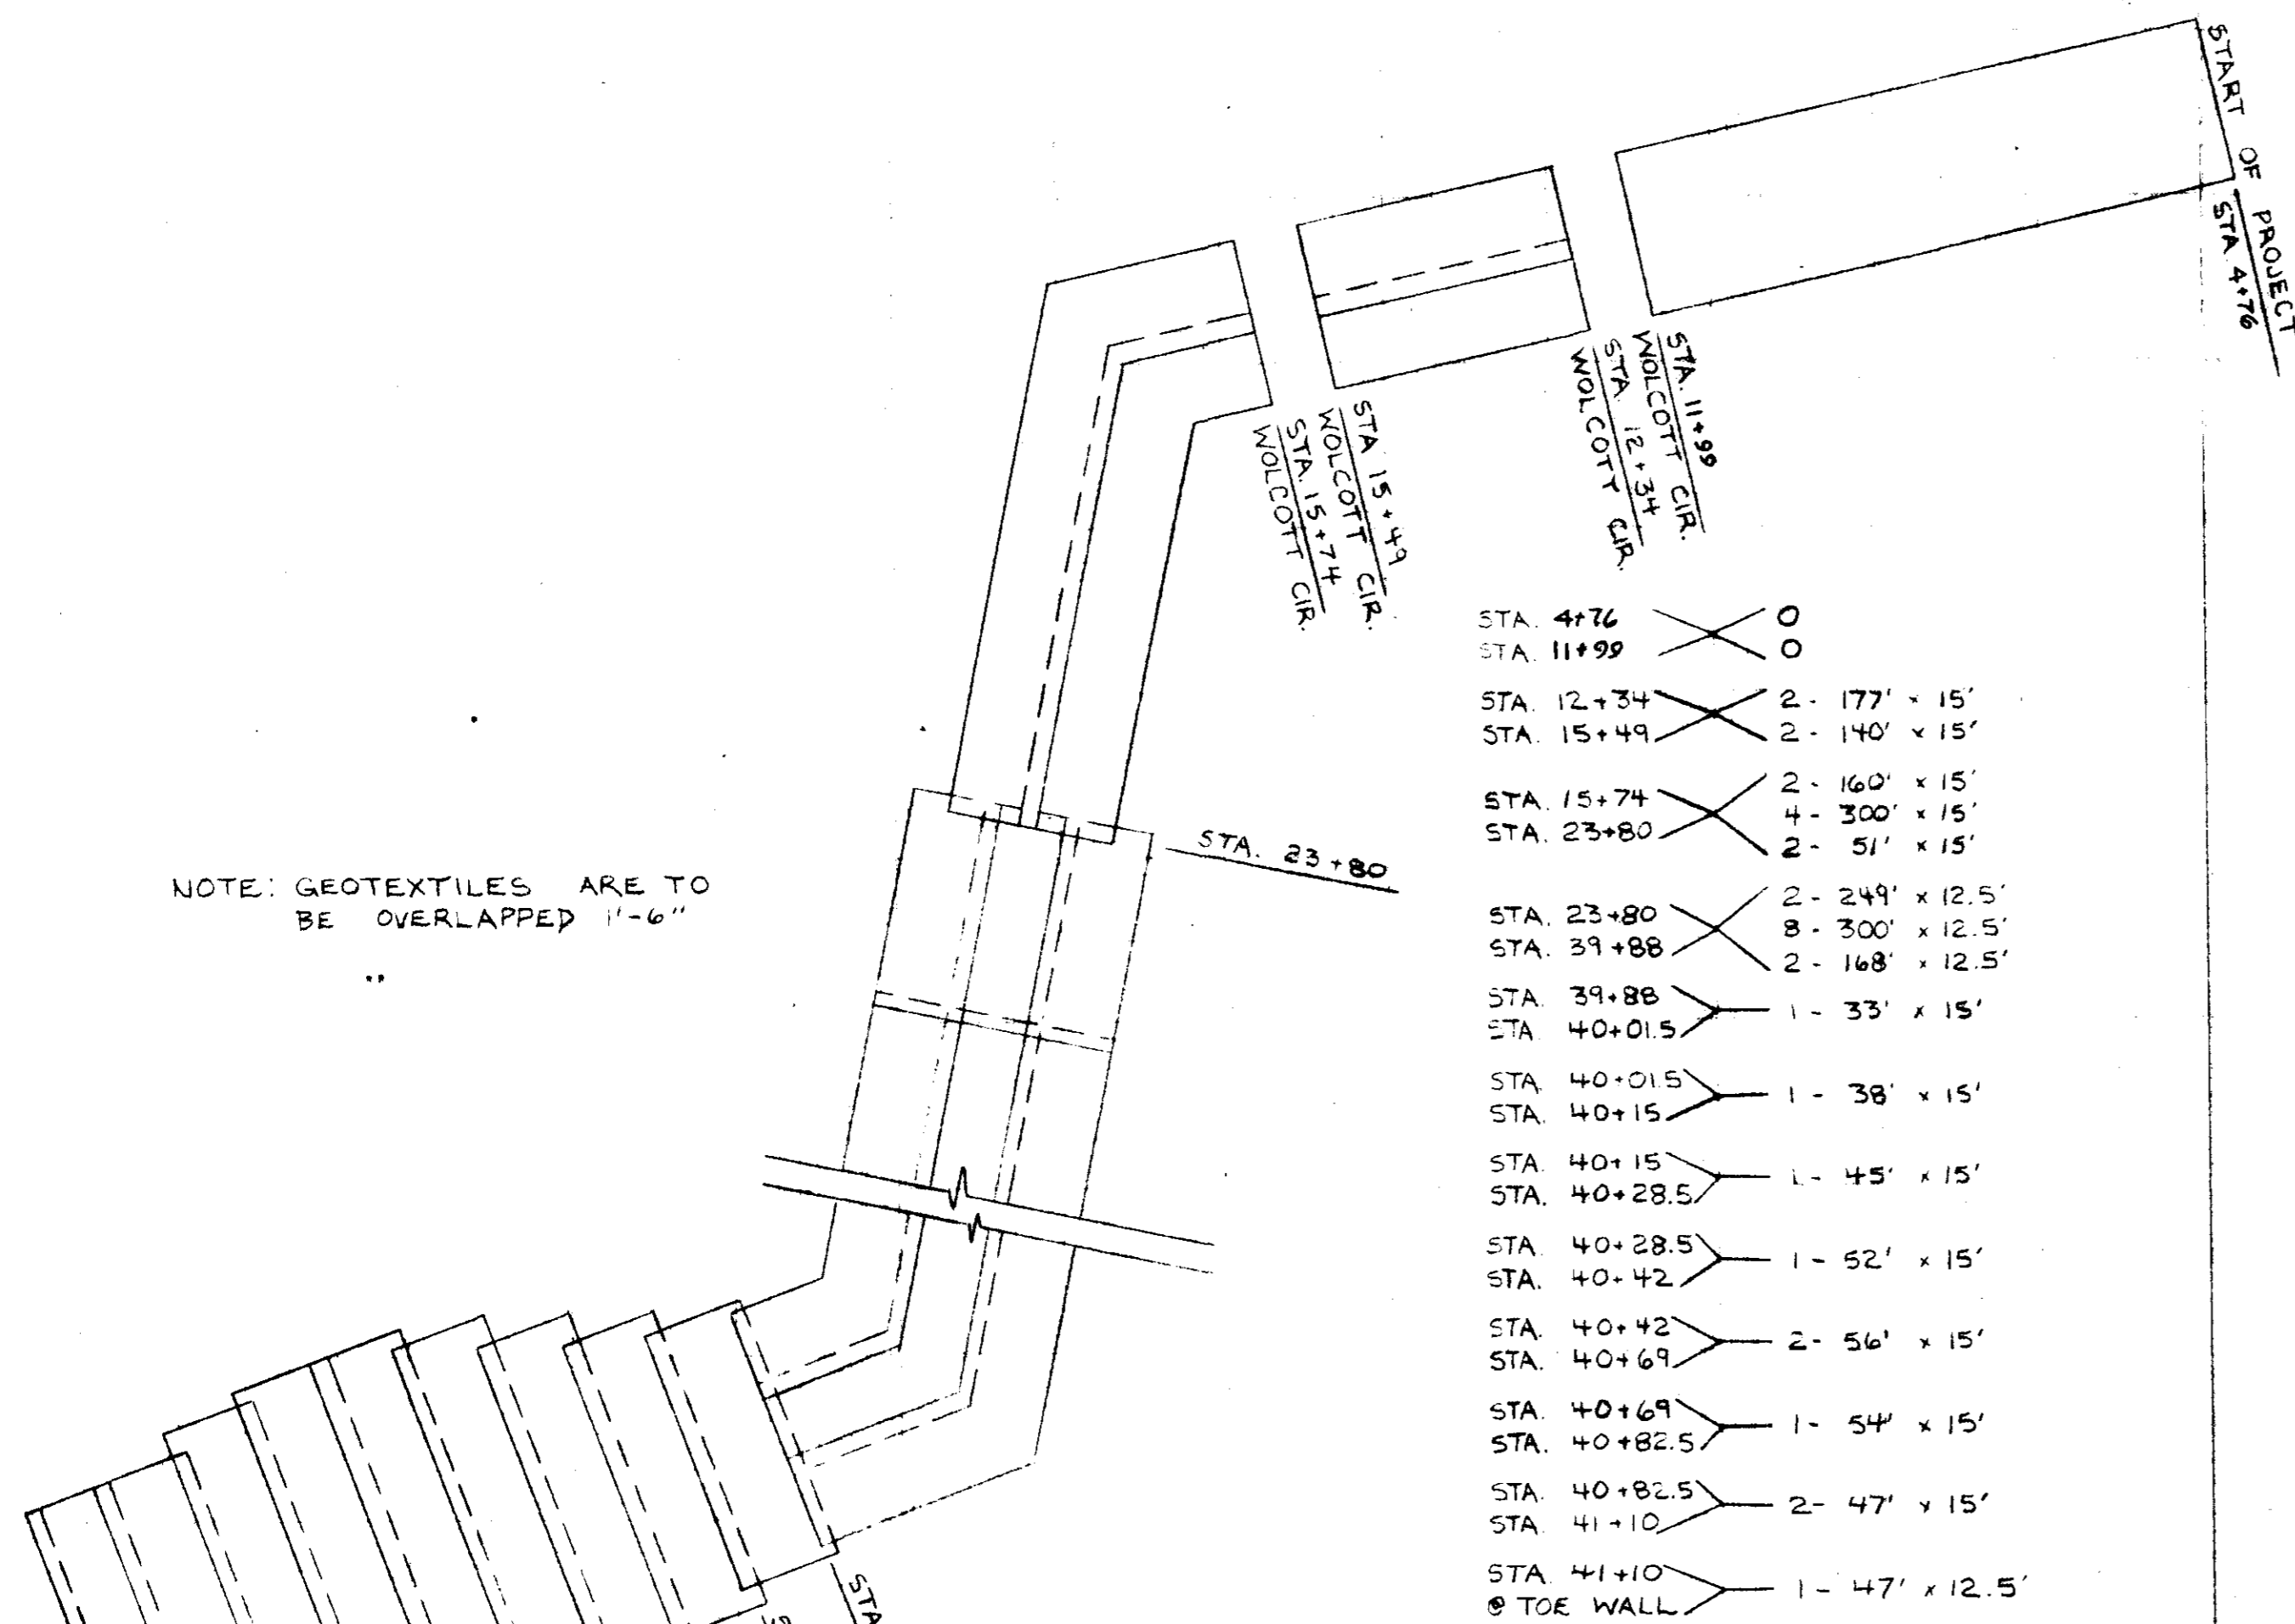 START OF PROJECT
STA 4+76
STA. 11+99
WOLCOTT CIR.
STA 12+34
WOLCOTT CIR.
STA 15+49
WOLCOTT CIR.
STA. 15+74
WOLCOTT CIR.
STA. 23+80
NOTE: GEOTEXTILES ARE TO
BE OVERLAPPED 1'-6"
STA. 4+76 0
STA. 11+99 0
STA. 12+34 2- 177' x 15'
STA. 15+49 2- 140' x 15'
2- 160' x 15'
STA. 15+74
4- 300' x 15'
STA. 23+80
2- 51' x 15'
2- 249' x 12.5'
STA. 23+80
8- 300' x 12.5'
STA. 39+88
2- 168' x 12.5'
STA. 39+88
1- 33' x 15'
STA 40+01.5
STA 40+01.5
1- 38' x 15'
STA. 40+15
STA. 40+15
1- 45' x 15'
STA. 40+28.5
STA. 40+28.5
1- 52' x 15'
STA. 40+42
STA. 40+42
2- 56' x 15'
STA. 40+69
STA. 40+69
1- 54' x 15'
STA. 40+82.5
STA. 40+82.5
2- 47' x 15'
STA 41+10
STA. 41+10
1- 47' x 12.5'
@ TOE WALL
STA